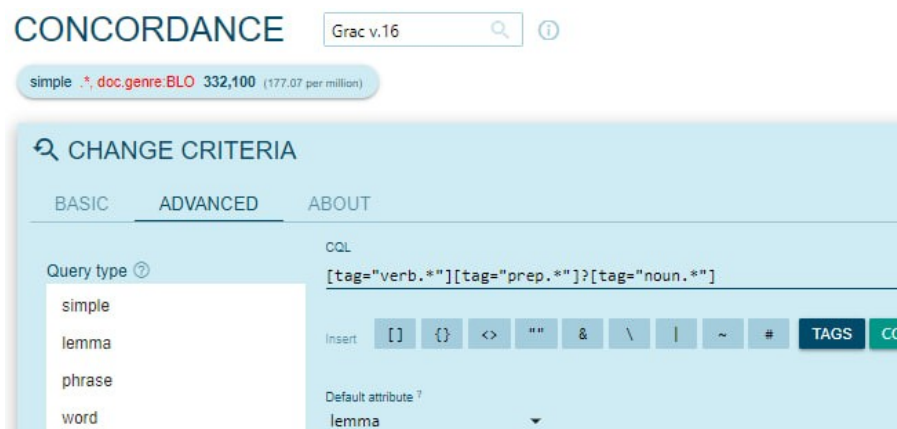 CONCORDANCE Grac v.16
simple .*, doc.genre:BLO 332,100 (177.07 per million)
CHANGE CRITERIA
BASIC ADVANCED ABOUT
CQL
Query type ? [tag="verb.*"][tag="prep.*"]?[tag="noun.*"]
simple
Insert [] {} <> "" & \ | ~ # TAGS
lemma
phrase
Default attribute ?
word lemma